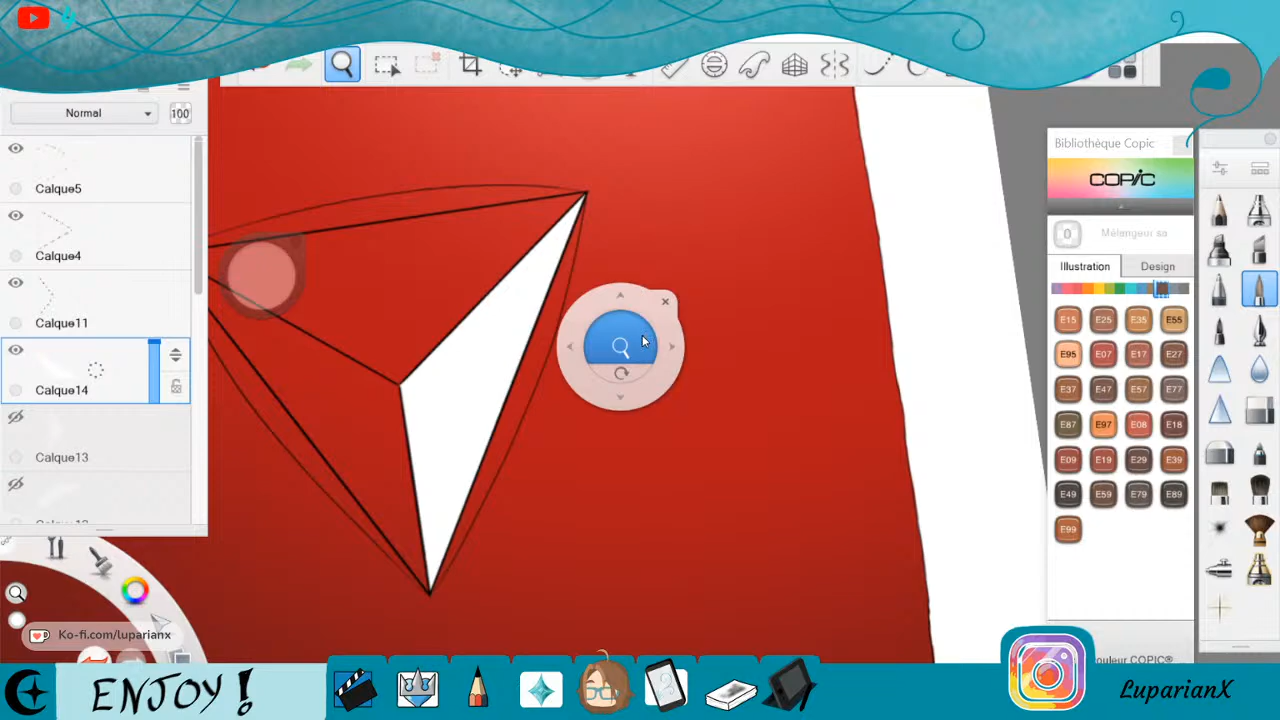 Normal
100
Calque5
Calque4
Calque11
Calque14
Calque13
Bibliothèque Copic
COPIC
0
Mélangeur sa
Illustration
Design
E15 E25 E35 E55
E95 E07 E17 E27
E37 E47 E57 E77
E87 E97 E08 E18
E09 E19 E29 E39
E49 E59 E79 E89
E99
ouleur COPIC®
Ko-fi.com/luparianx
ENJOY!
LuparianX